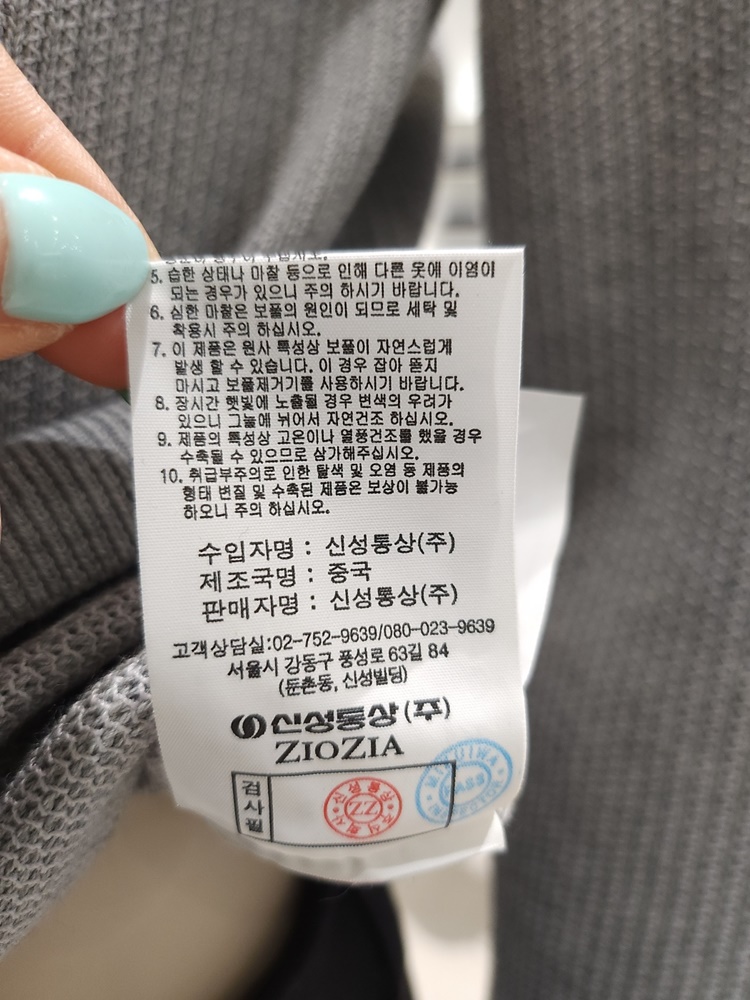 5. 습한 상태나 마찰 등으로 인해 다른 옷에 이염이
되는 경우가 있으니 주의 하시기 바랍니다.
6. 심한 마찰은 보풀의 원인이 되므로 세탁 및
착용시 주의 하십시오.
7. 이 제품은 원사 특성상 보풀이 자연스럽게
발생 할 수 있습니다. 이 경우 잡아 뜯지
마시고 보풀제거기를 사용하시기 바랍니다.
8. 장시간 햇빛에 노출될 경우 변색의 우려가
있으니 그늘에 뉘어서 자연건조 하십시오.
9. 제품의 특성상 고온이나 열풍건조를 했을 경우
수축될 수 있으므로 삼가해주십시오.
10. 취급부주의로 인한 탈색 및 오염 등 제품의
형태 변질 및 수축된 제품은 보상이 불가능
하오니 주의 하십시오.
수입자명 : 신성통상(주)
제조국명 : 중국
판매자명 : 신성통상(주)
고객상담실:02-752-9639/080-023-9639
서울시 강동구 풍성로 63길 84
(둔촌동, 신성빌딩)
신성통상(주)
ZIOZIA
검사필
신성통상 주식회사
ZZ
PASS